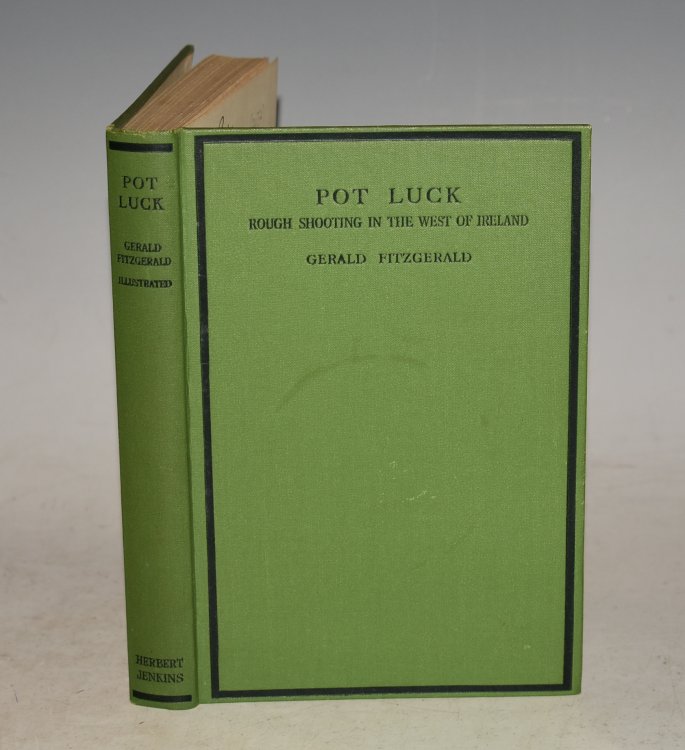 POT
LUCK
GERALD
FITZGERALD
ILLUSTRATED
HERBERT
JENKINS
POT LUCK
ROUGH SHOOTING IN THE WEST OF IRELAND
GERALD FITZGERALD